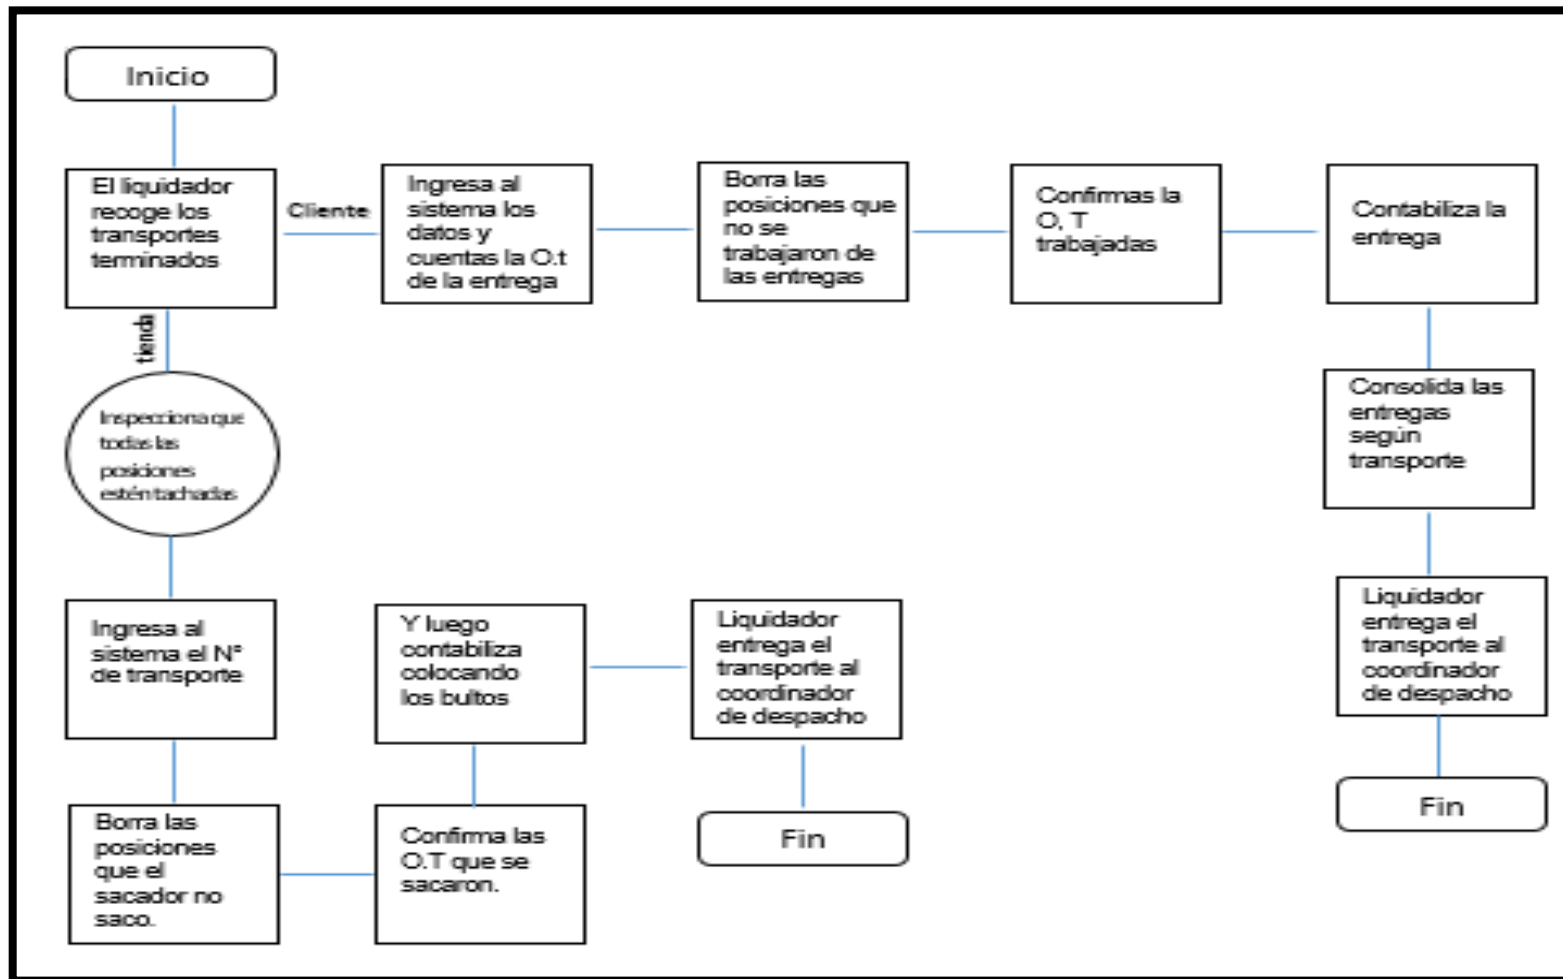 Inicio
El liquidador
recoge los
transportes
terminados
Cliente
Ingresa al
sistema los
datos y
cuentas la O.t
de la entrega
Borra las
posiciones que
no se
trabajaron de
las entregas
Confirmas la
O, T
trabajadas
Contabiliza la
entrega
tienda
Inspecciona que
todas las
posiciones
estén tachadas
Consolida las
entregas
según
transporte
Ingresa al
sistema el N°
de transporte
Y luego
contabiliza
colocando
los bultos
Liquidador
entrega el
transporte al
coordinador
de despacho
Liquidador
entrega el
transporte al
coordinador
de despacho
Borra las
posiciones
que el
sacador no
saco.
Confirma las
O.T que se
sacaron.
Fin
Fin